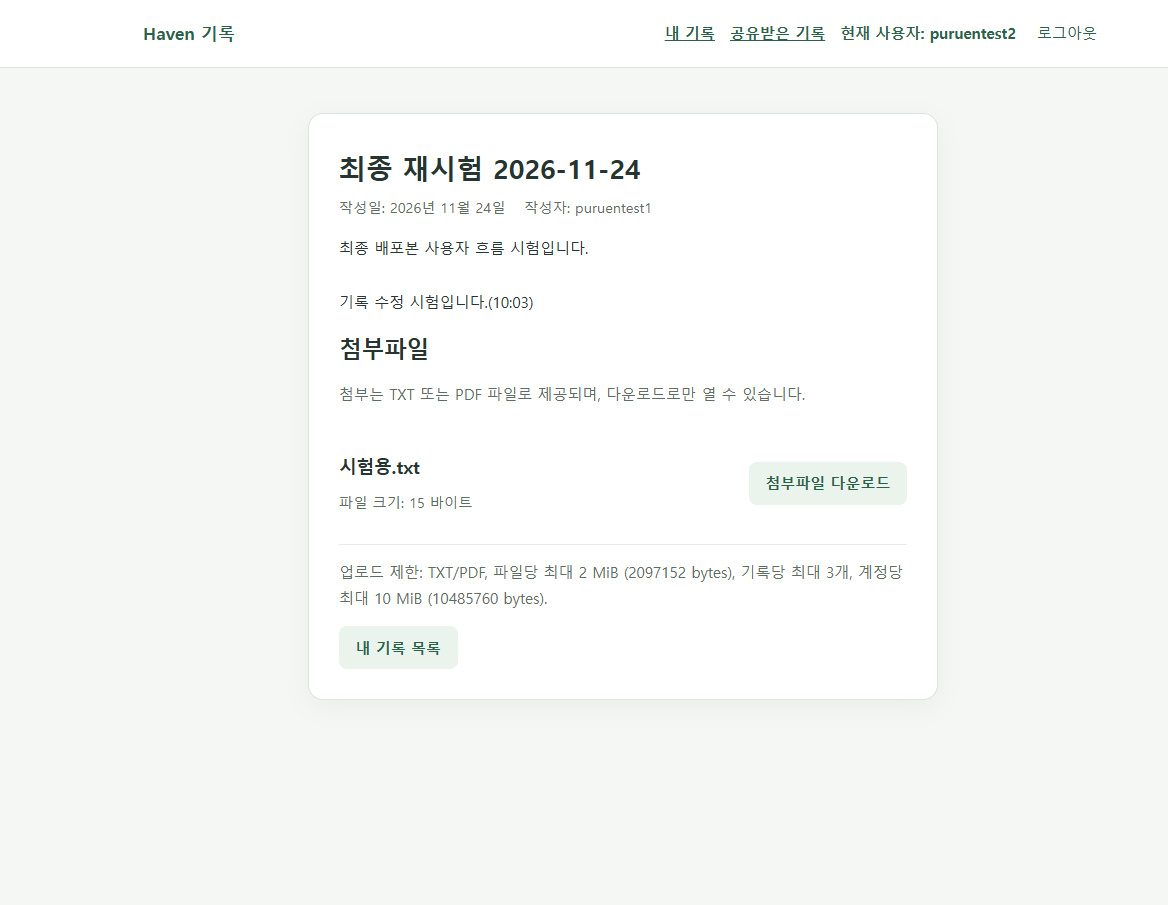 Haven 기록
내 기록 공유받은 기록 현재 사용자: puruentest2 로그아웃
최종 재시험 2026-11-24
작성일: 2026년 11월 24일 작성자: puruentest1
최종 배포본 사용자 흐름 시험입니다.
기록 수정 시험입니다.(10:03)
첨부파일
첨부는 TXT 또는 PDF 파일로 제공되며, 다운로드로만 열 수 있습니다.
시험용.txt
파일 크기: 15 바이트
첨부파일 다운로드
업로드 제한: TXT/PDF, 파일당 최대 2 MiB (2097152 bytes), 기록당 최대 3개, 계정당
최대 10 MiB (10485760 bytes).
내 기록 목록